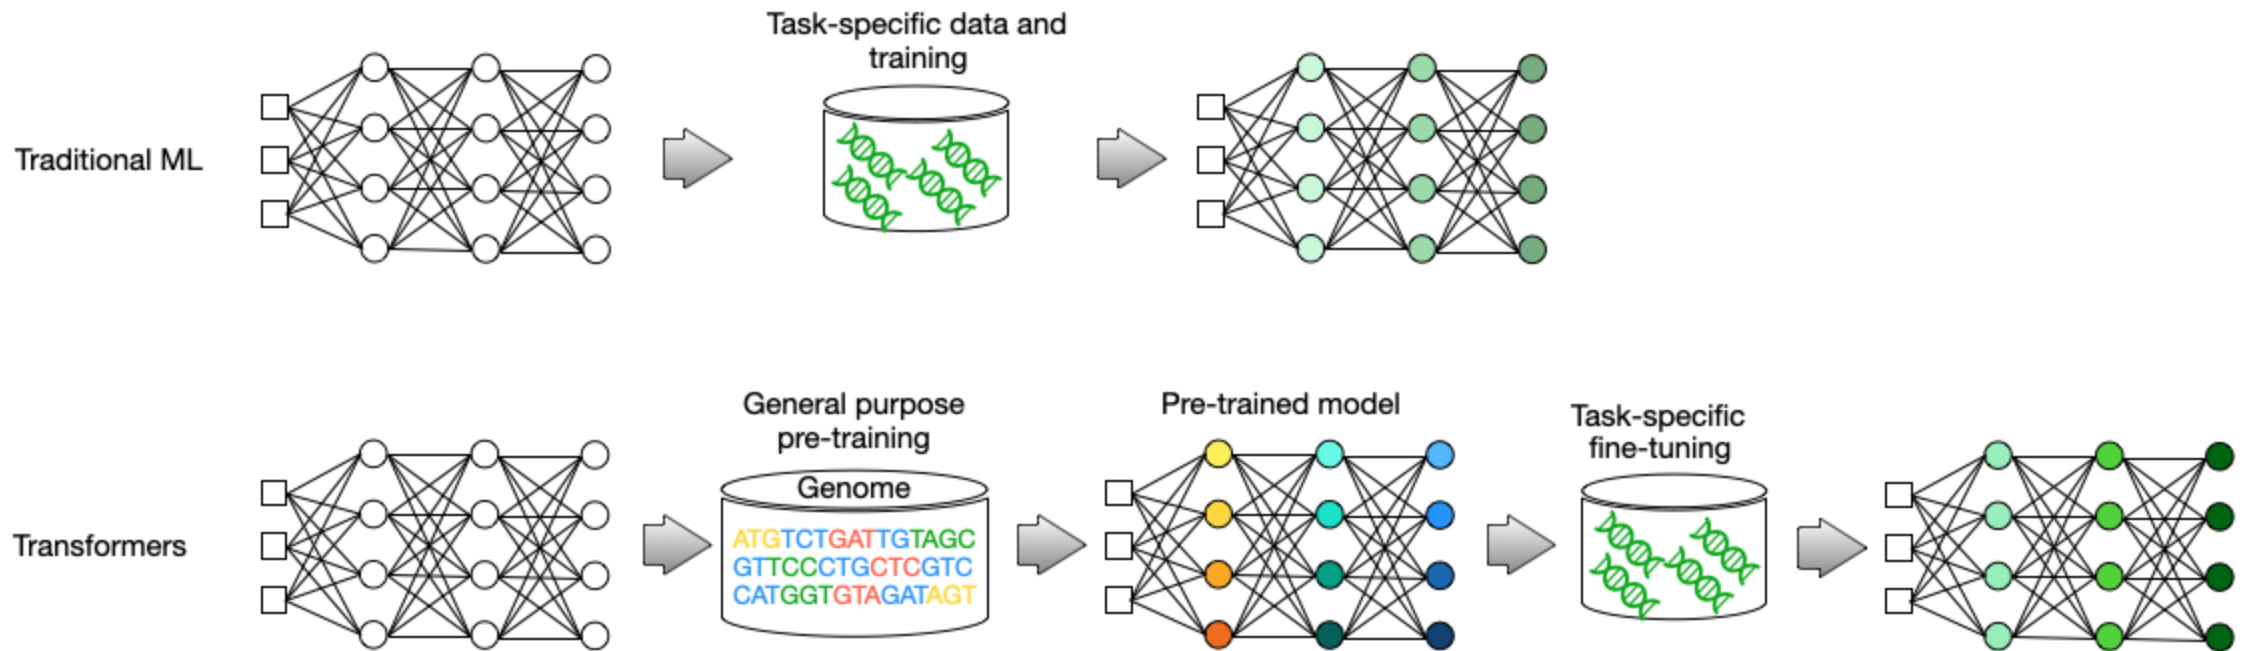 Task-specific data and
training
Traditional ML
General purpose
pre-training
Pre-trained model
Task-specific
fine-tuning
Genome
Transformers
ATGTCTGATTGTAGC
GTTCCCTGCTCGTC
CATGGTGTAGATAGT